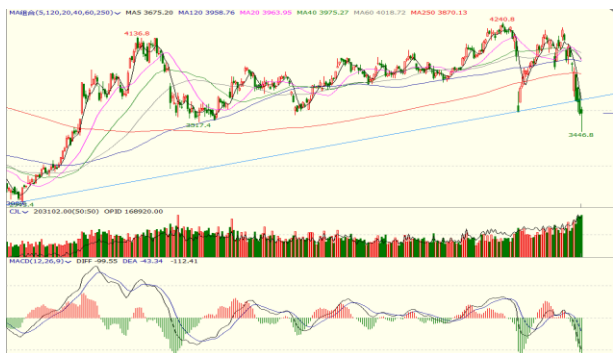 MA组合(5,120,20,40,60,250) MA5 3675.20 MA120 3958.76 MA20 3963.95 MA40 3975.27 MA60 4018.72 MA250 3870.13
4240.8
4136.8
3517.4
3446.8
CJL 203102.00(50:50) OPID 168920.00
MACD(12,26,9) DIFF -99.55 DEA -43.34 -112.41